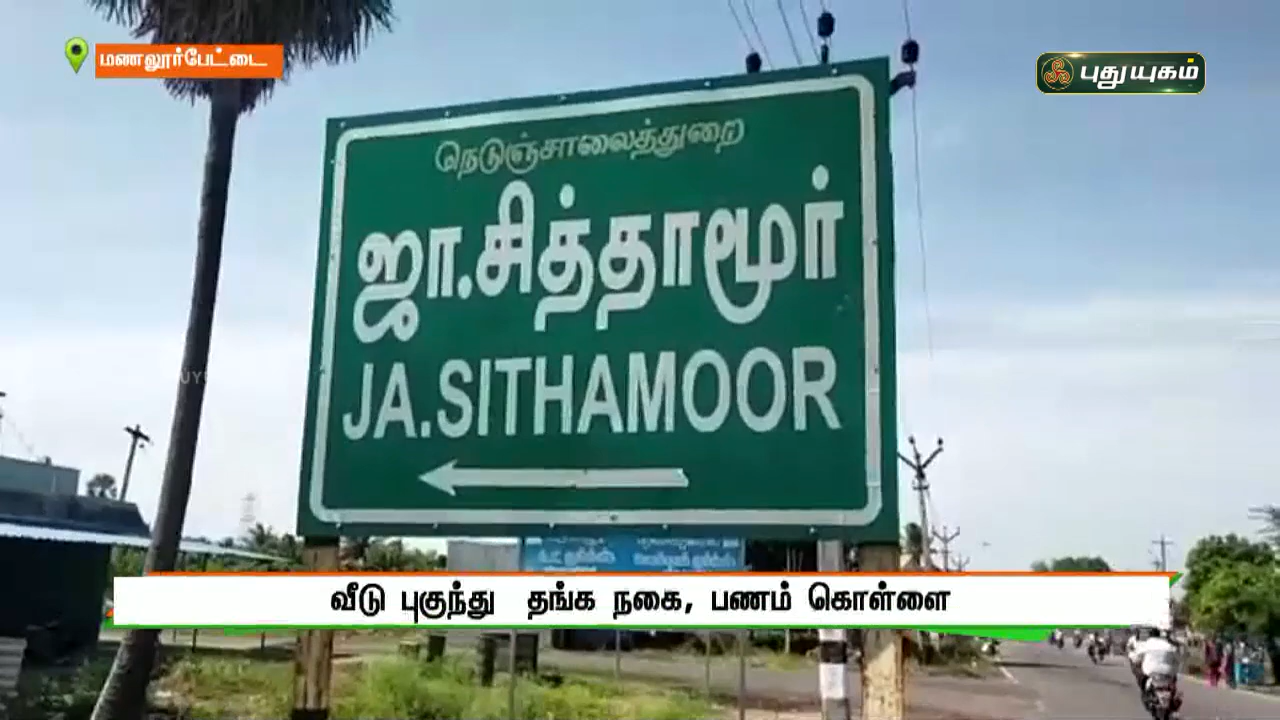 மணலூர்பேட்டை
புதுயுகம்
நெடுஞ்சாலைத்துறை
ஜா.சித்தாமூர்
JA.SITHAMOOR
வீடு புகுந்து தங்க நகை, பணம் கொள்ளை